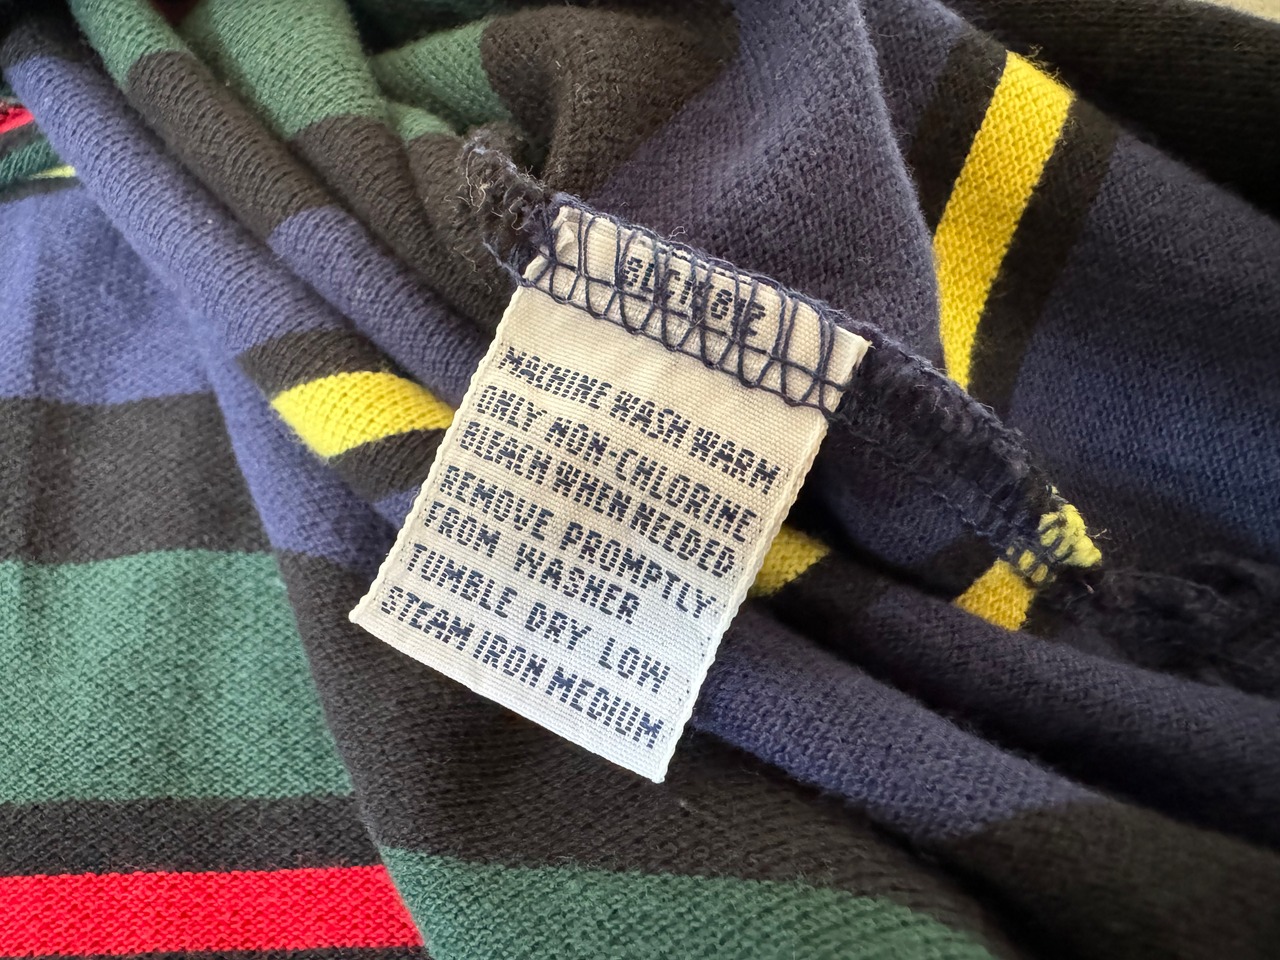 MACHINE WASH WARM
ONLY NON-CHLORINE
BLEACH WHEN NEEDED
REMOVE PROMPTLY
FROM WASHER
TUMBLE DRY LOW
STEAM IRON MEDIUM